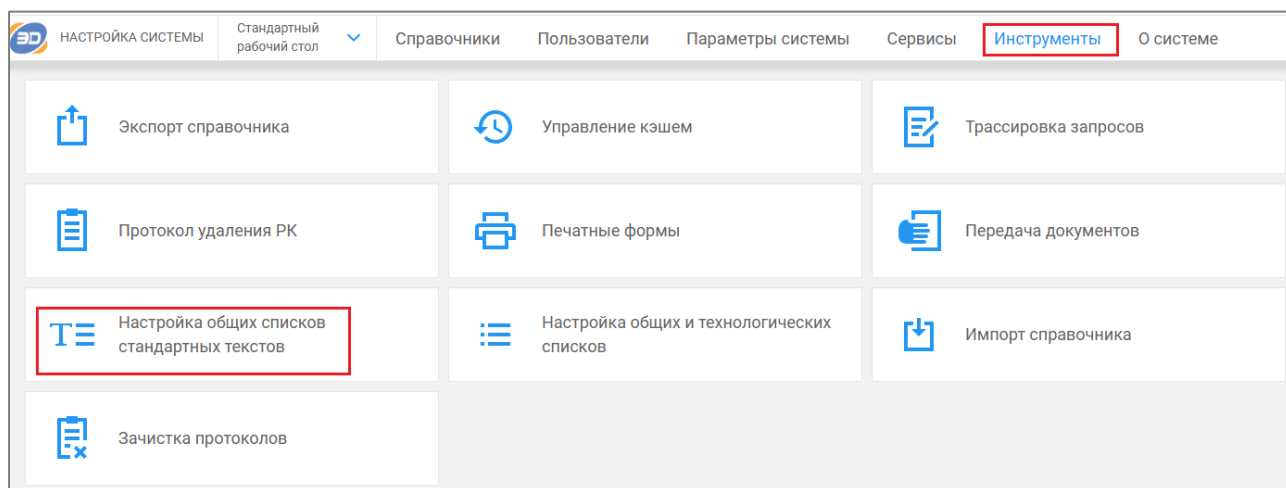 ЭD
НАСТРОЙКА СИСТЕМЫ
Стандартный
рабочий стол
Справочники
Пользователи
Параметры системы
Сервисы
Инструменты
О системе
Экспорт справочника
Управление кэшем
Трассировка запросов
Протокол удаления РК
Печатные формы
Передача документов
Настройка общих списков
стандартных текстов
Настройка общих и технологических
списков
Импорт справочника
Зачистка протоколов